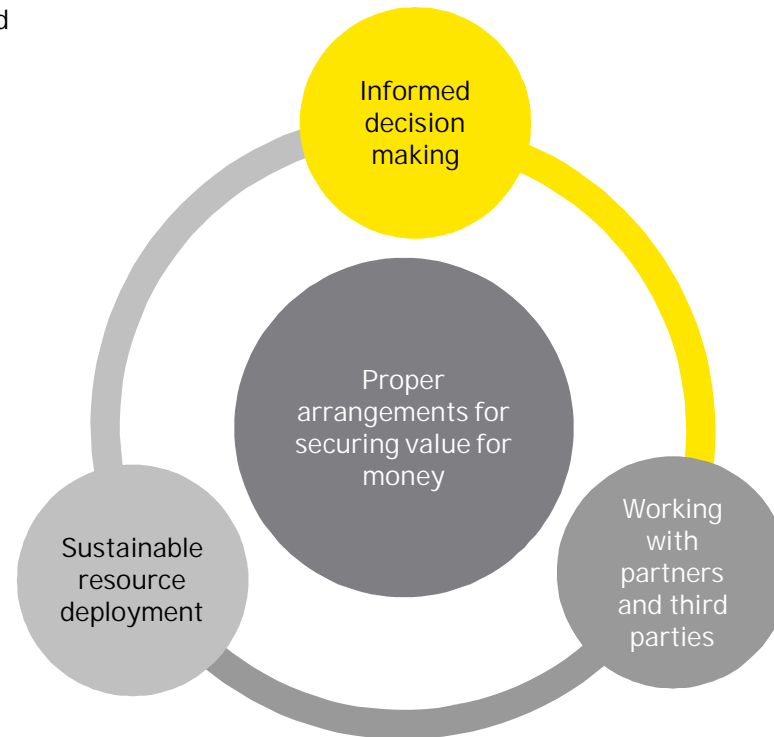 Informed
decision
making
Proper
arrangements for
securing value for
money
Working
with
partners
and third
parties
Sustainable
resource
deployment